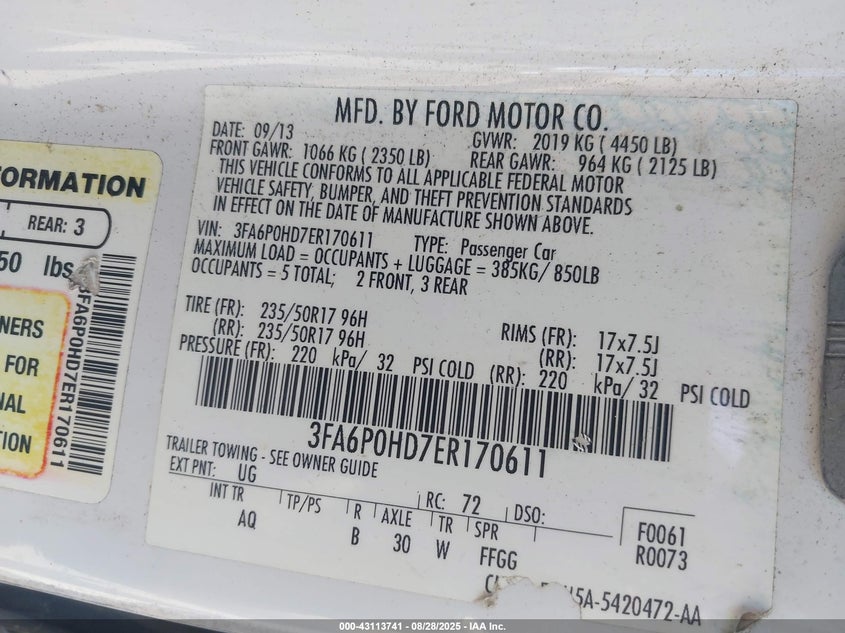 MFD. BY FORD MOTOR CO.
DATE: 09/13 GVWR: 2019 KG ( 4450 LB)
FRONT GAWR: 1066 KG ( 2350 LB) REAR GAWR: 964 KG ( 2125 LB)
THIS VEHICLE CONFORMS TO ALL APPLICABLE FEDERAL MOTOR
VEHICLE SAFETY, BUMPER, AND THEFT PREVENTION STANDARDS
IN EFFECT ON THE DATE OF MANUFACTURE SHOWN ABOVE.
VIN: 3FA6P0HD7ER170611 TYPE: Passenger Car
MAXIMUM LOAD = OCCUPANTS + LUGGAGE = 385KG/ 850LB
OCCUPANTS = 5 TOTAL; 2 FRONT, 3 REAR
TIRE (FR): 235/50R17 96H RIMS (FR): 17x7.5J
(RR): 235/50R17 96H (RR): 17x7.5J
PRESSURE (FR): 220 kPa/ 32 PSI COLD (RR): 220 kPa/ 32 PSI COLD
3FA6P0HD7ER170611
TRAILER TOWING - SEE OWNER GUIDE
EXT PNT: UG RC: 72 DSO:
INT TR TP/PS R AXLE TR SPR F0061
AQ B 30 W FFGG R0073
5A-5420472-AA
ORMATION
REAR: 3
50 lbs
NERS
FOR
NAL
TION
3FA6P0HD7ER170611
000-43113741 | 08/28/2025 | IAA Inc.